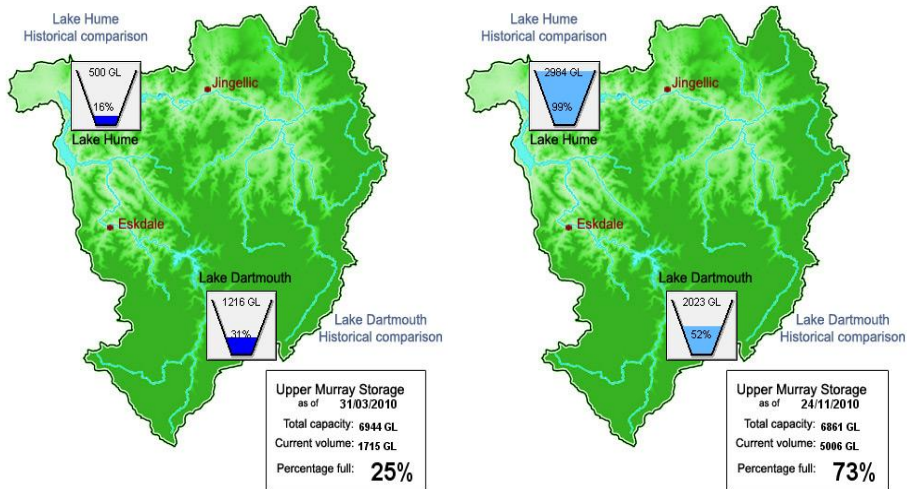 Lake Hume
Historical comparison
500 GL
16%
Lake Hume
Jingellic
Eskdale
Lake Dartmouth
1216 GL
31%
Lake Dartmouth
Historical comparison
Upper Murray Storage
as of 31/03/2010
Total capacity: 6944 GL
Current volume: 1715 GL
Percentage full: 25%
Lake Hume
Historical comparison
2984 GL
99%
Lake Hume
Jingellic
Eskdale
Lake Dartmouth
2023 GL
52%
Lake Dartmouth
Historical comparison
Upper Murray Storage
as of 24/11/2010
Total capacity: 6861 GL
Current volume: 5006 GL
Percentage full: 73%